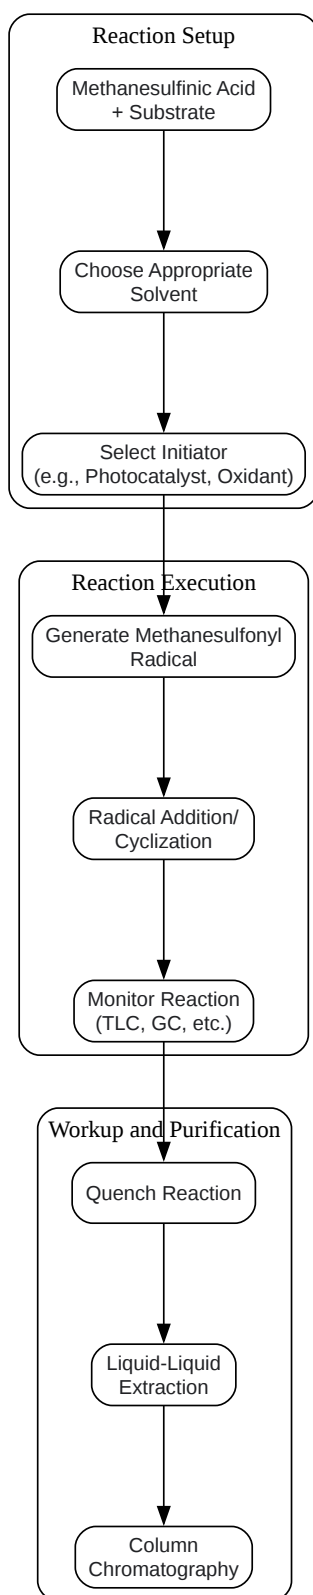 Reaction Setup
Methanesulfinic Acid
+ Substrate
Choose Appropriate
Solvent
Select Initiator
(e.g., Photocatalyst, Oxidant)
Reaction Execution
Generate Methanesulfonyl
Radical
Radical Addition/
Cyclization
Monitor Reaction
(TLC, GC, etc.)
Workup and Purification
Quench Reaction
Liquid-Liquid
Extraction
Column
Chromatography